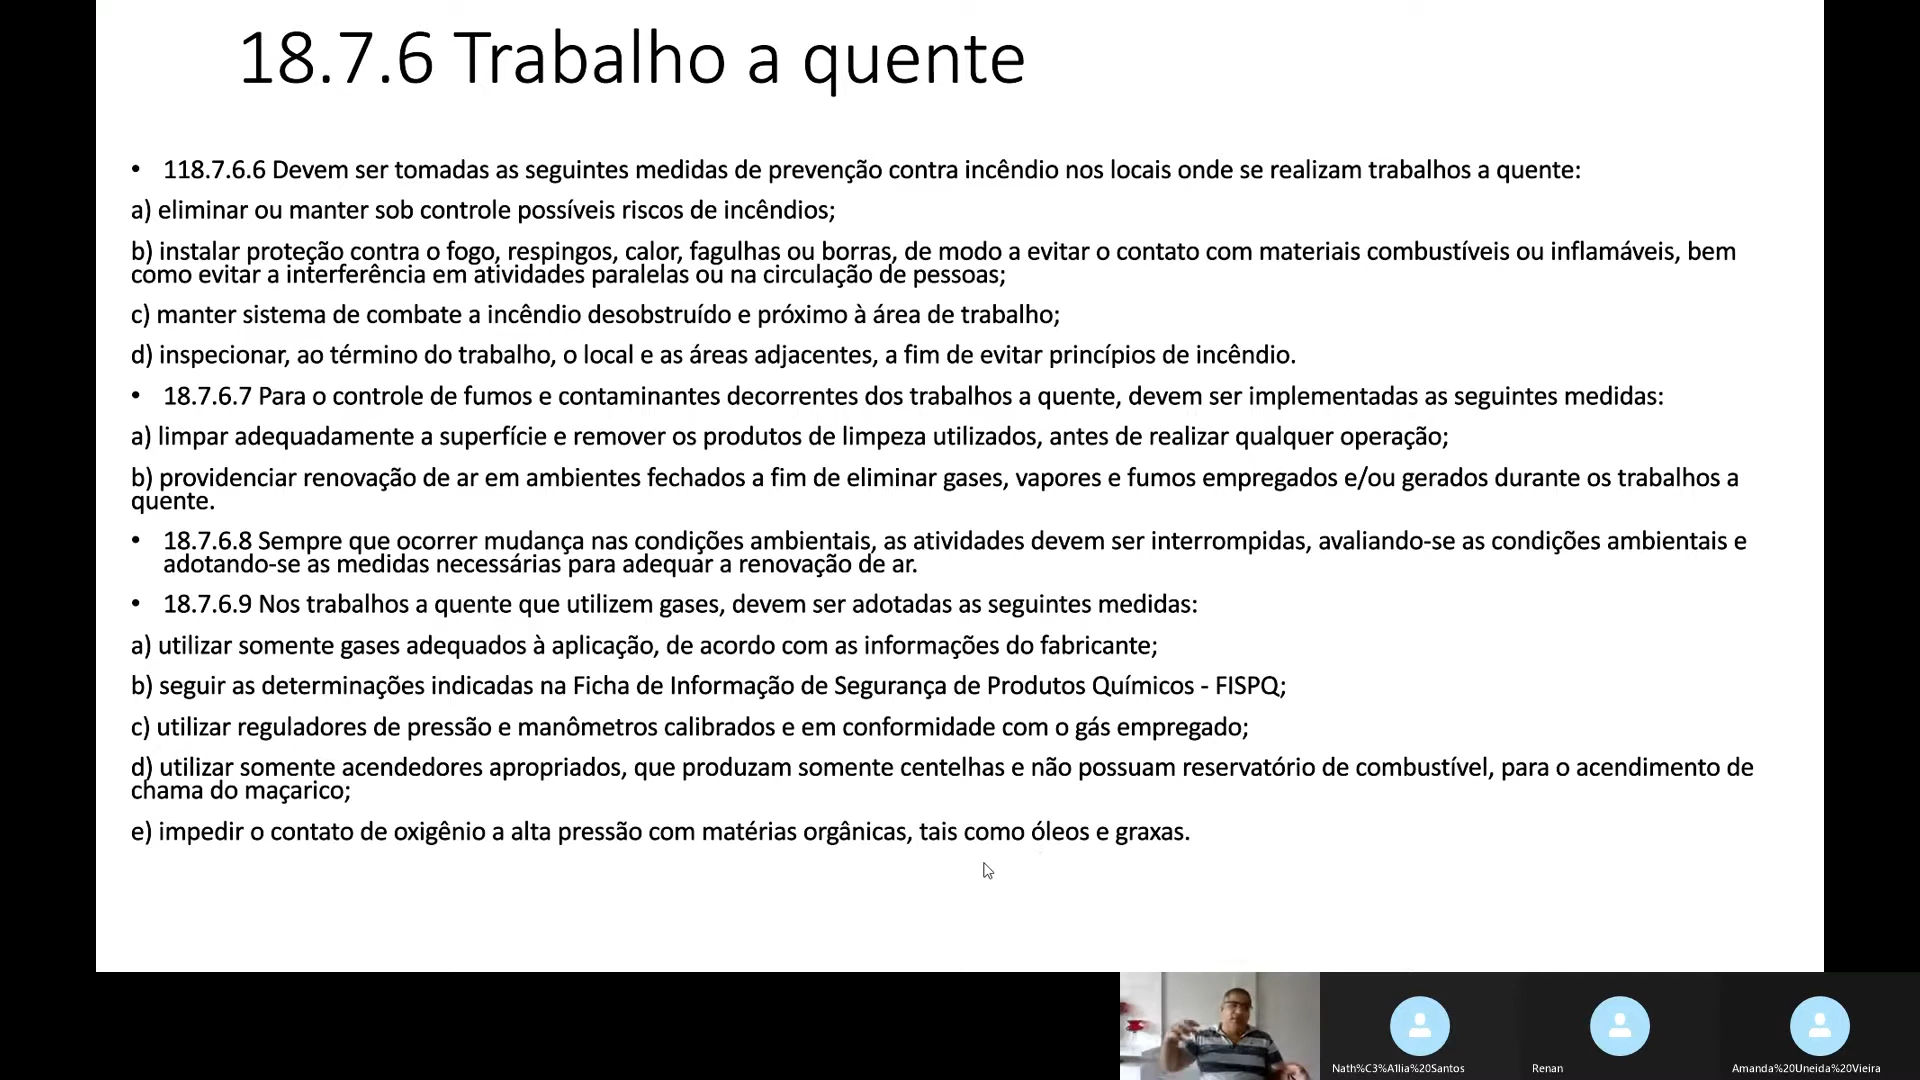 18.7.6 Trabalho a quente
• 118.7.6.6 Devem ser tomadas as seguintes medidas de prevenção contra incêndio nos locais onde se realizam trabalhos a quente:
a) eliminar ou manter sob controle possíveis riscos de incêndios;
b) instalar proteção contra o fogo, respingos, calor, fagulhas ou borras, de modo a evitar o contato com materiais combustíveis ou inflamáveis, bem
como evitar a interferência em atividades paralelas ou na circulação de pessoas;
c) manter sistema de combate a incêndio desobstruído e próximo à área de trabalho;
d) inspecionar, ao término do trabalho, o local e as áreas adjacentes, a fim de evitar princípios de incêndio.
• 18.7.6.7 Para o controle de fumos e contaminantes decorrentes dos trabalhos a quente, devem ser implementadas as seguintes medidas:
a) limpar adequadamente a superfície e remover os produtos de limpeza utilizados, antes de realizar qualquer operação;
b) providenciar renovação de ar em ambientes fechados a fim de eliminar gases, vapores e fumos empregados e/ou gerados durante os trabalhos a
quente.
• 18.7.6.8 Sempre que ocorrer mudança nas condições ambientais, as atividades devem ser interrompidas, avaliando-se as condições ambientais e
adotando-se as medidas necessárias para adequar a renovação de ar.
• 18.7.6.9 Nos trabalhos a quente que utilizem gases, devem ser adotadas as seguintes medidas:
a) utilizar somente gases adequados à aplicação, de acordo com as informações do fabricante;
b) seguir as determinações indicadas na Ficha de Informação de Segurança de Produtos Químicos - FISPQ;
c) utilizar reguladores de pressão e manômetros calibrados e em conformidade com o gás empregado;
d) utilizar somente acendedores apropriados, que produzam somente centelhas e não possuam reservatório de combustível, para o acendimento de
chama do maçarico;
e) impedir o contato de oxigênio a alta pressão com matérias orgânicas, tais como óleos e graxas.
Nath%C3%A1lia%20Santos
Renan
Amanda%20Uneida%20Vieira